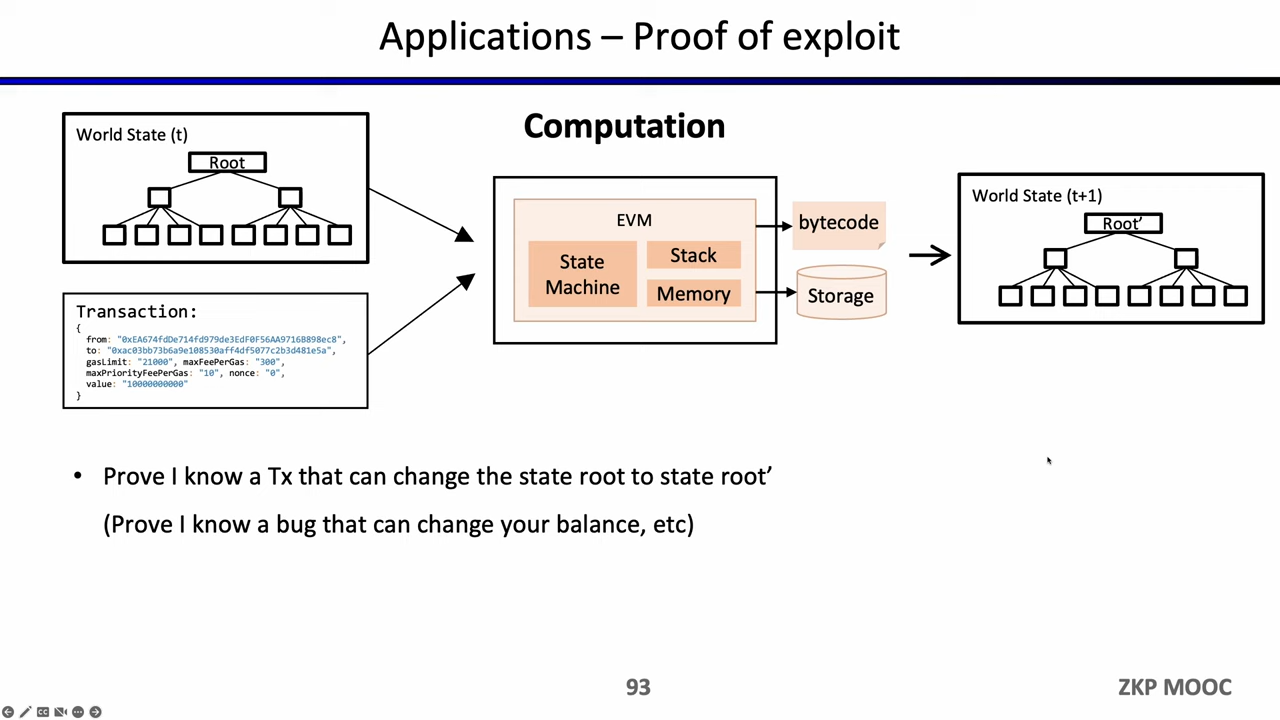 Applications – Proof of exploit
Computation
World State (t)
Root
Transaction:
{
from: "0xEA674fdDe714fd979de3EdF0F56AA9716B898ec8",
to: "0xac03bb73b6a9e108530aff4df5077c2b3d481e5a",
gasLimit: "21000", maxFeePerGas: "300",
maxPriorityFeePerGas: "10", nonce: "0",
value: "10000000000"
}
EVM
State
Machine
Stack
Memory
bytecode
Storage
World State (t+1)
Root’
• Prove I know a Tx that can change the state root to state root’
(Prove I know a bug that can change your balance, etc)
93
ZKP MOOC